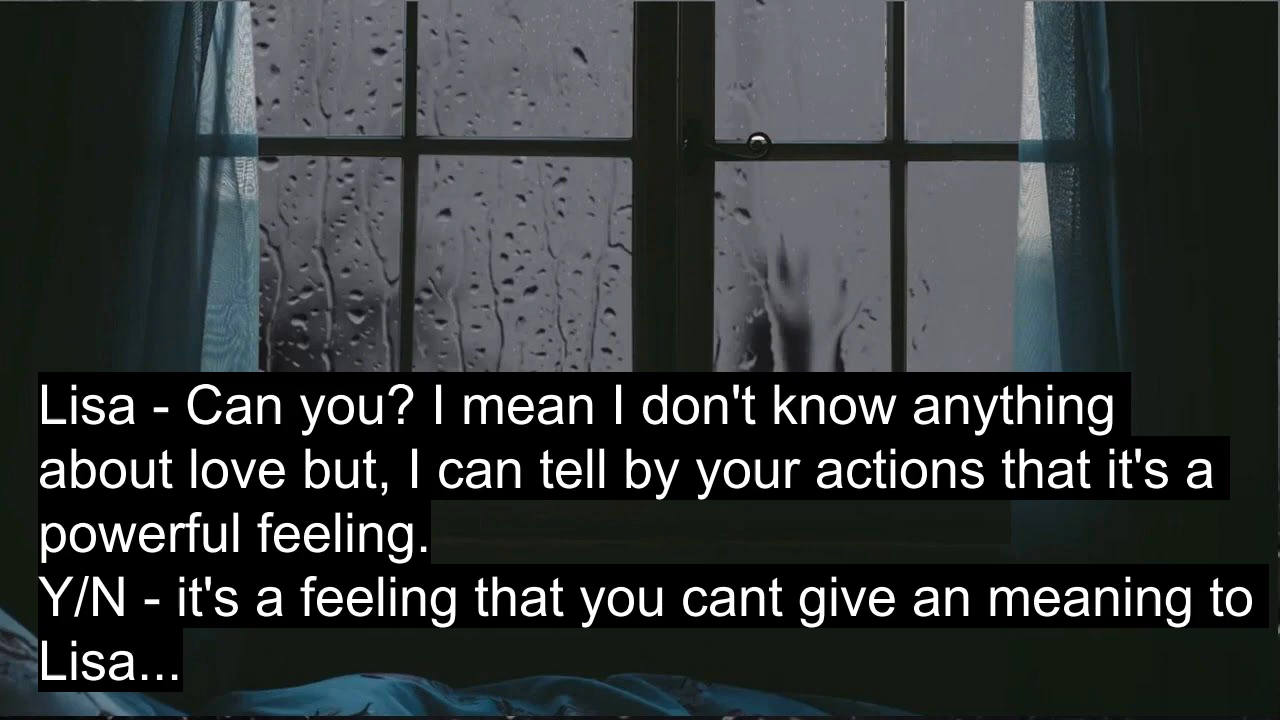 Lisa - Can you? I mean I don't know anything
about love but, I can tell by your actions that it's a
powerful feeling.
Y/N - it's a feeling that you cant give an meaning to
Lisa...